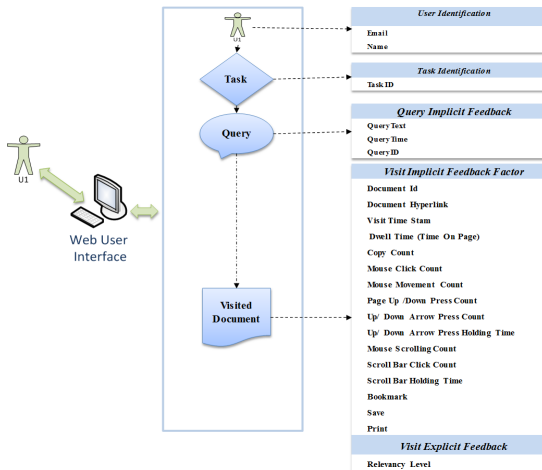 U1
Web User
Interface
U1
Task
Query
Visited
Document
User Identification
Email
Name
Task Identification
Task ID
Query Implicit Feedback
Query Text
Query Time
Query ID
Visit Implicit Feedback Factor
Document Id
Document Hyperlink
Visit Time Stam
Dwell Time (Time On Page)
Copy Count
Mouse Click Count
Mouse Movement Count
Page Up /Down Press Count
Up/ Down Arrow Press Count
Up/ Down Arrow Press Holding Time
Mouse Scrolling Count
Scroll Bar Click Count
Scroll Bar Holding Time
Bookmark
Save
Print
Visit Explicit Feedback
Relevancy Level